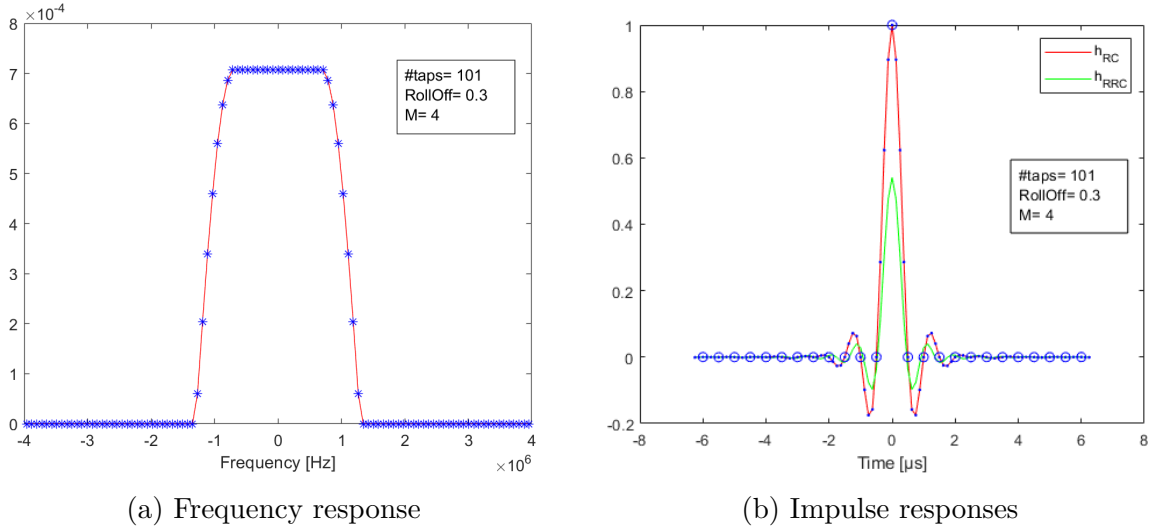 ×10⁻⁴
8
7
6
5
4
3
2
1
0
#taps= 101
RollOff= 0.3
M= 4
-4 -3 -2 -1 0 1 2 3 4
Frequency [Hz]
×10⁶
(a) Frequency response
1
0.8
0.6
0.4
0.2
0
-0.2
h_RC
h_RRC
#taps= 101
RollOff= 0.3
M= 4
-8 -6 -4 -2 0 2 4 6 8
Time [µs]
(b) Impulse responses